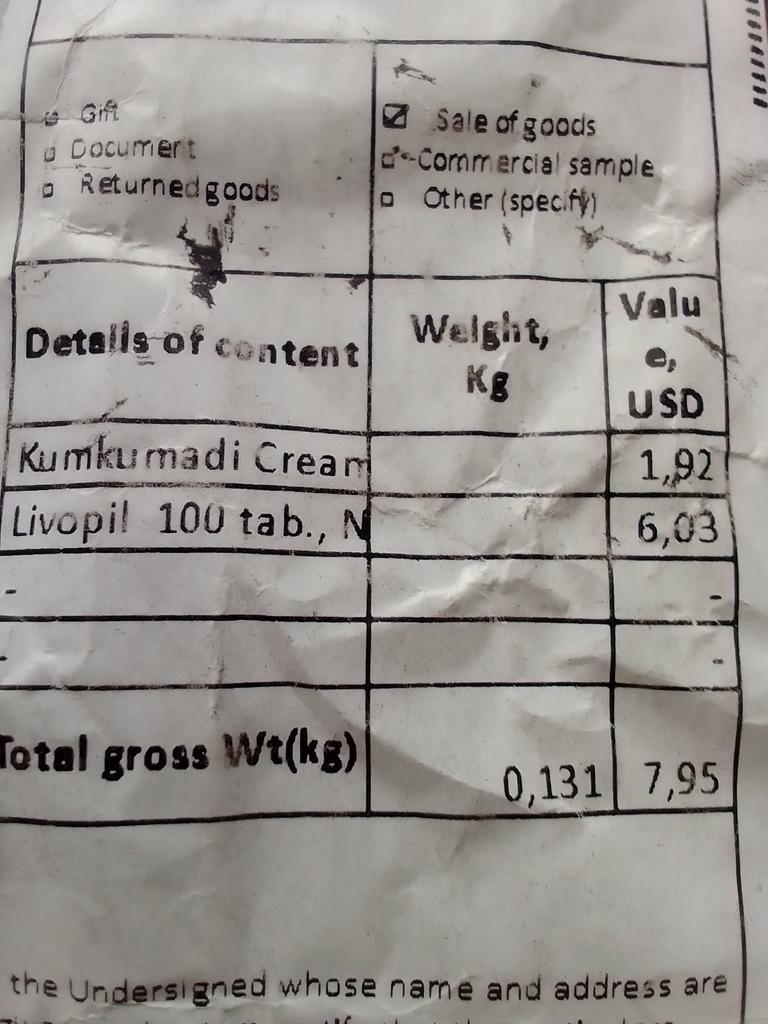 Gift
Document
Returned goods
Sale of goods
Commercial sample
Other (specify)
Details of content
Weight, Kg
Valu
e,
USD
Kumkumadi Cream 1,92
Livopil 100 tab., N 6,03
- -
- -
Total gross Wt(kg) 0,131 7,95
the Undersigned whose name and address are